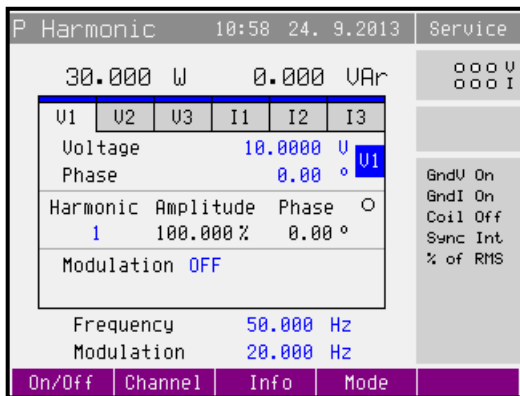 P Harmonic 10:58 24. 9.2013 Service
30.000 W 0.000 VAr
000 V
000 I
V1 V2 V3 I1 I2 I3
Voltage 10.0000 V
V1
Phase 0.00 °
Harmonic Amplitude Phase
1 100.000 % 0.00 °
Modulation OFF
GndU On
GndI On
Coil Off
Sync Int
% of RMS
Frequency 50.000 Hz
Modulation 20.000 Hz
On/Off Channel Info Mode